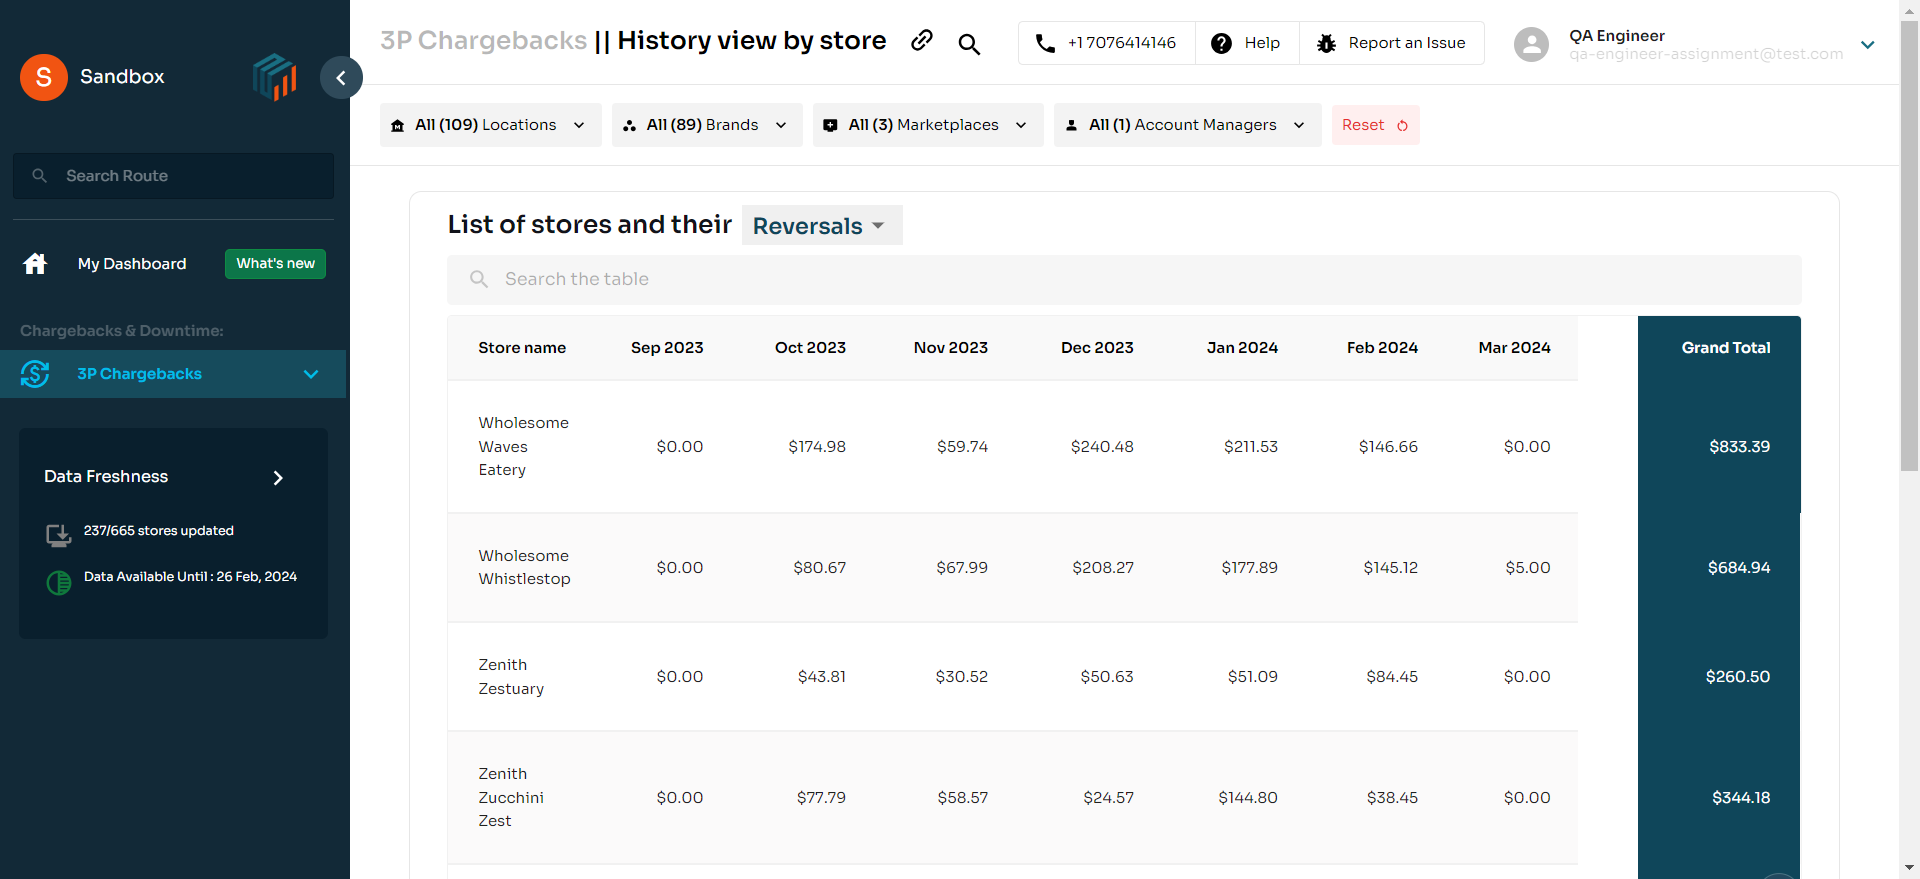 S Sandbox
Search Route
My Dashboard What's new
Chargebacks & Downtime:
3P Chargebacks
Data Freshness
237/665 stores updated
Data Available Until : 26 Feb, 2024
3P Chargebacks || History view by store
+1 7076414146 Help Report an Issue
QA Engineer
qa-engineer-assignment@test.com
All (109) Locations All (89) Brands All (3) Marketplaces All (1) Account Managers Reset
List of stores and their Reversals
Search the table
Store name Sep 2023 Oct 2023 Nov 2023 Dec 2023 Jan 2024 Feb 2024 Mar 2024 Grand Total
Wholesome
Waves
Eatery
$0.00 $174.98 $59.74 $240.48 $211.53 $146.66 $0.00 $833.39
Wholesome
Whistlestop
$0.00 $80.67 $67.99 $208.27 $177.89 $145.12 $5.00 $684.94
Zenith
Zestuary
$0.00 $43.81 $30.52 $50.63 $51.09 $84.45 $0.00 $260.50
Zenith
Zucchini
Zest
$0.00 $77.79 $58.57 $24.57 $144.80 $38.45 $0.00 $344.18